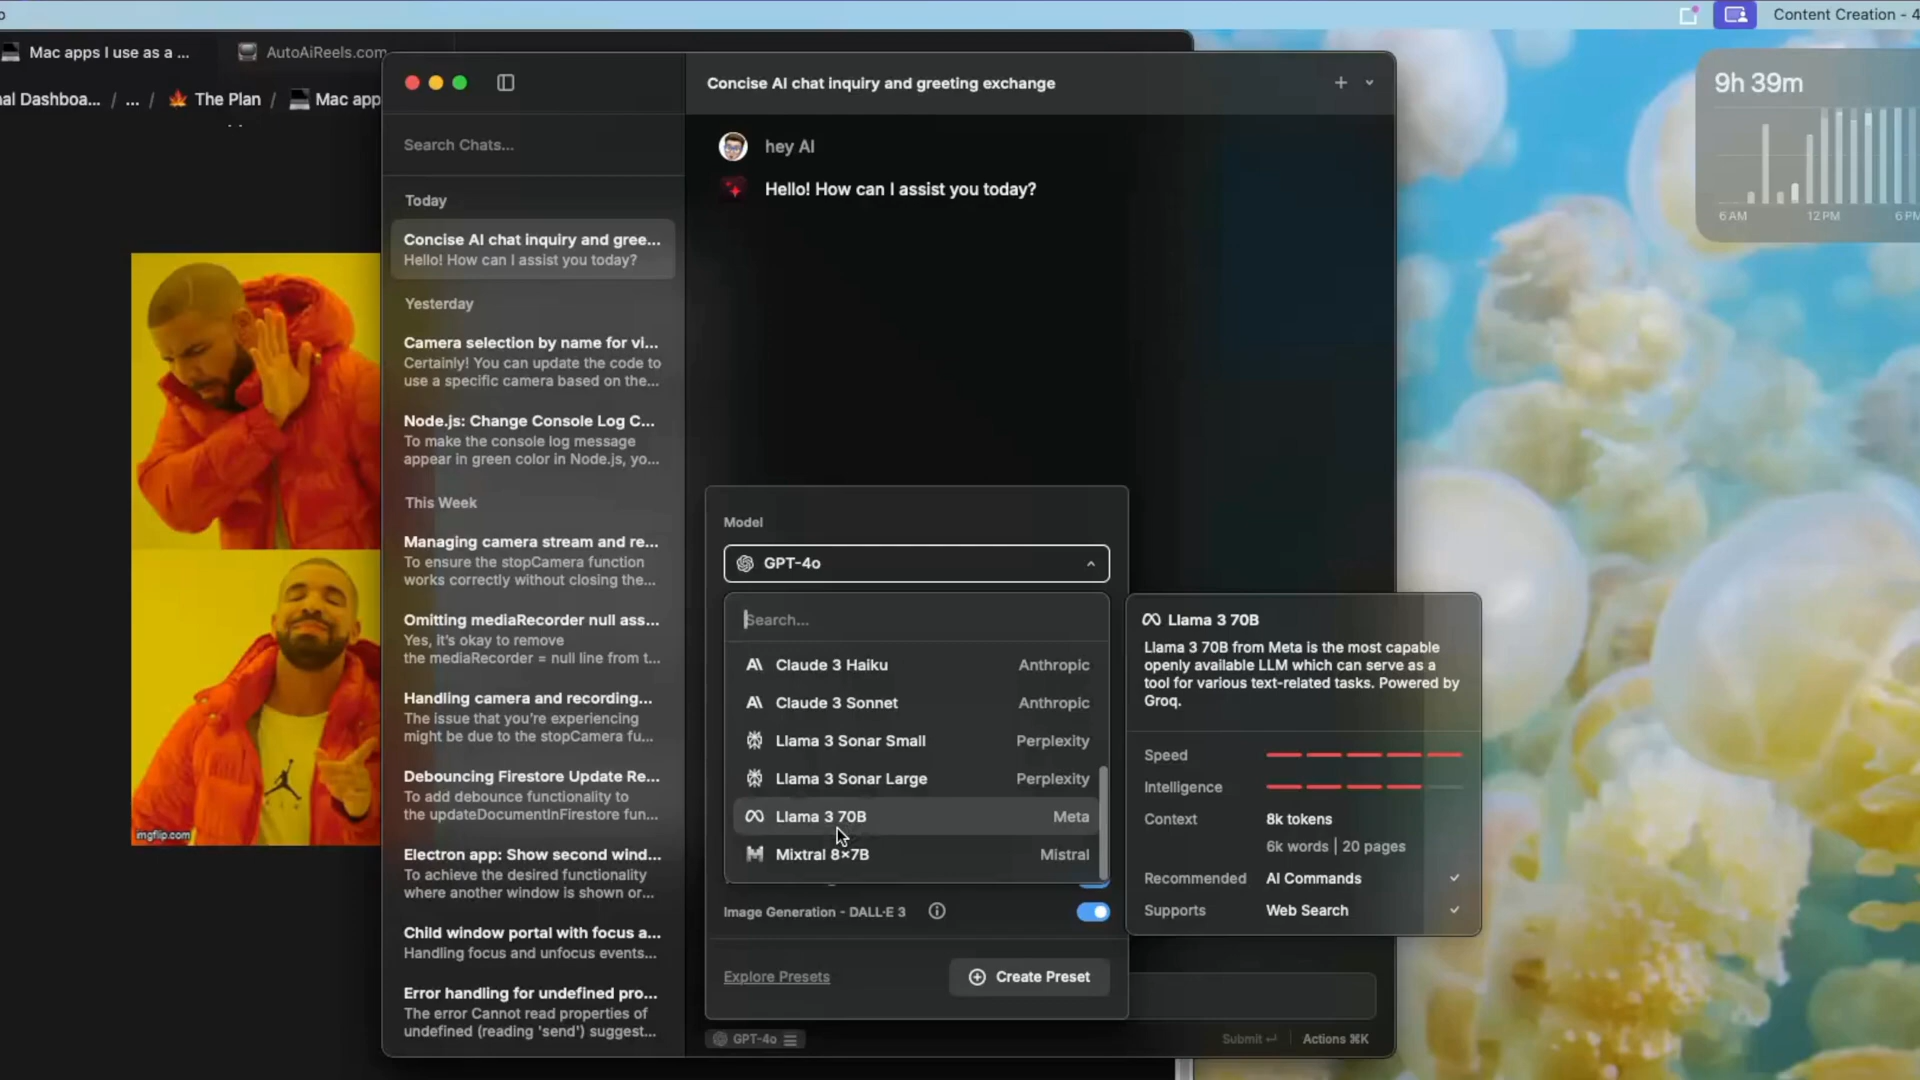 Content Creation - 4
Mac apps I use as a ...
AutoAiReels.com
nal Dashboa... / ... / The Plan / Mac app
Concise AI chat inquiry and greeting exchange
9h 39m
6 AM 12 PM 6 PM
Search Chats...
Today
Concise AI chat inquiry and gree...
Hello! How can I assist you today?
Yesterday
Camera selection by name for vi...
Certainly! You can update the code to
use a specific camera based on the...
Node.js: Change Console Log C...
To make the console log message
appear in green color in Node.js, yo...
This Week
Managing camera stream and re...
To ensure the stopCamera function
works correctly without closing the...
Omitting mediaRecorder null ass...
Yes, it's okay to remove
the mediaRecorder = null line from t...
Handling camera and recording...
The issue that you're experiencing
might be due to the stopCamera fu...
Debouncing Firestore Update Re...
To add debounce functionality to
the updateDocumentInFirestore fun...
Electron app: Show second wind...
To achieve the desired functionality
where another window is shown or...
Child window portal with focus a...
Handling focus and unfocus events...
Error handling for undefined pro...
The error Cannot read properties of
undefined (reading 'send') suggest...
hey AI
Hello! How can I assist you today?
Model
GPT-4o
Search...
Claude 3 Haiku Anthropic
Claude 3 Sonnet Anthropic
Llama 3 Sonar Small Perplexity
Llama 3 Sonar Large Perplexity
Llama 3 70B Meta
Mixtral 8x7B Mistral
Image Generation - DALL·E 3
Explore Presets
Create Preset
GPT-4o
Submit ↵
Actions ⌘K
Llama 3 70B
Llama 3 70B from Meta is the most capable
openly available LLM which can serve as a
tool for various text-related tasks. Powered by
Groq.
Speed
Intelligence
Context 8k tokens
6k words | 20 pages
Recommended AI Commands
Supports Web Search
imgflip.com